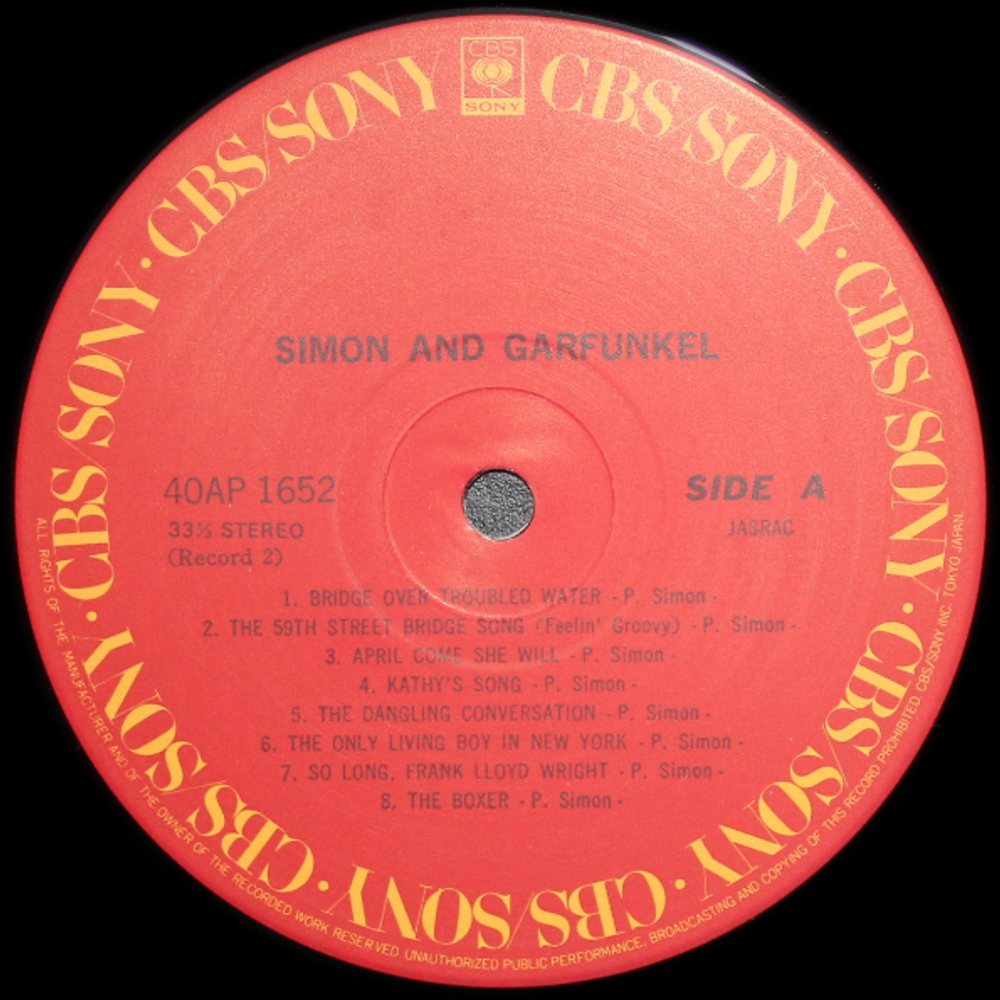 CBS
SONY
CBS/SONY · CBS/SONY · CBS/SONY · CBS/SONY · CBS/SONY · CBS/SONY · CBS/SONY · CBS/SONY
SIMON AND GARFUNKEL
40AP 1652
33⅓ STEREO
(Record 2)
SIDE A
JASRAC
1. BRIDGE OVER TROUBLED WATER - P. Simon -
2. THE 59TH STREET BRIDGE SONG (Feelin' Groovy) - P. Simon -
3. APRIL COME SHE WILL - P. Simon -
4. KATHY'S SONG - P. Simon -
5. THE DANGLING CONVERSATION - P. Simon -
6. THE ONLY LIVING BOY IN NEW YORK - P. Simon -
7. SO LONG, FRANK LLOYD WRIGHT - P. Simon -
8. THE BOXER - P. Simon -
ALL RIGHTS OF THE MANUFACTURER AND OF THE OWNER OF THE RECORDED WORK RESERVED. UNAUTHORIZED PUBLIC PERFORMANCE, BROADCASTING AND COPYING OF THIS RECORD PROHIBITED. CBS/SONY INC. TOKYO JAPAN.